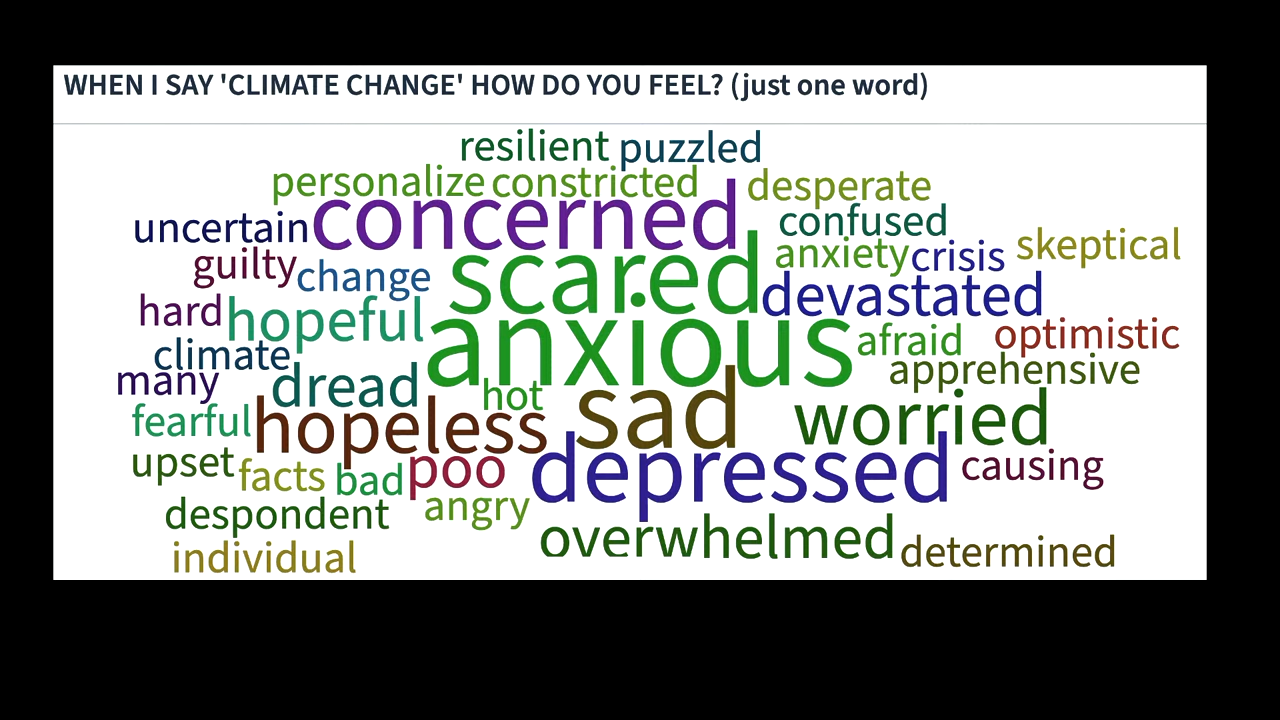 WHEN I SAY 'CLIMATE CHANGE' HOW DO YOU FEEL? (just one word)
resilient puzzled
personalize constricted desperate
uncertain concerned confused
guilty change scared anxiety crisis skeptical
hard hopeful devastated
climate anxious afraid optimistic
many dread hot apprehensive
fearful hopeless sad worried
upset facts bad poo depressed causing
despondent angry
overwhelmed determined
individual